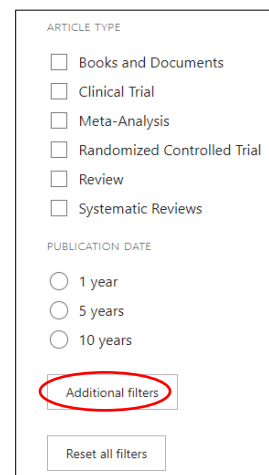 ARTICLE TYPE
Books and Documents
Clinical Trial
Meta-Analysis
Randomized Controlled Trial
Review
Systematic Reviews
PUBLICATION DATE
1 year
5 years
10 years
Additional filters
Reset all filters